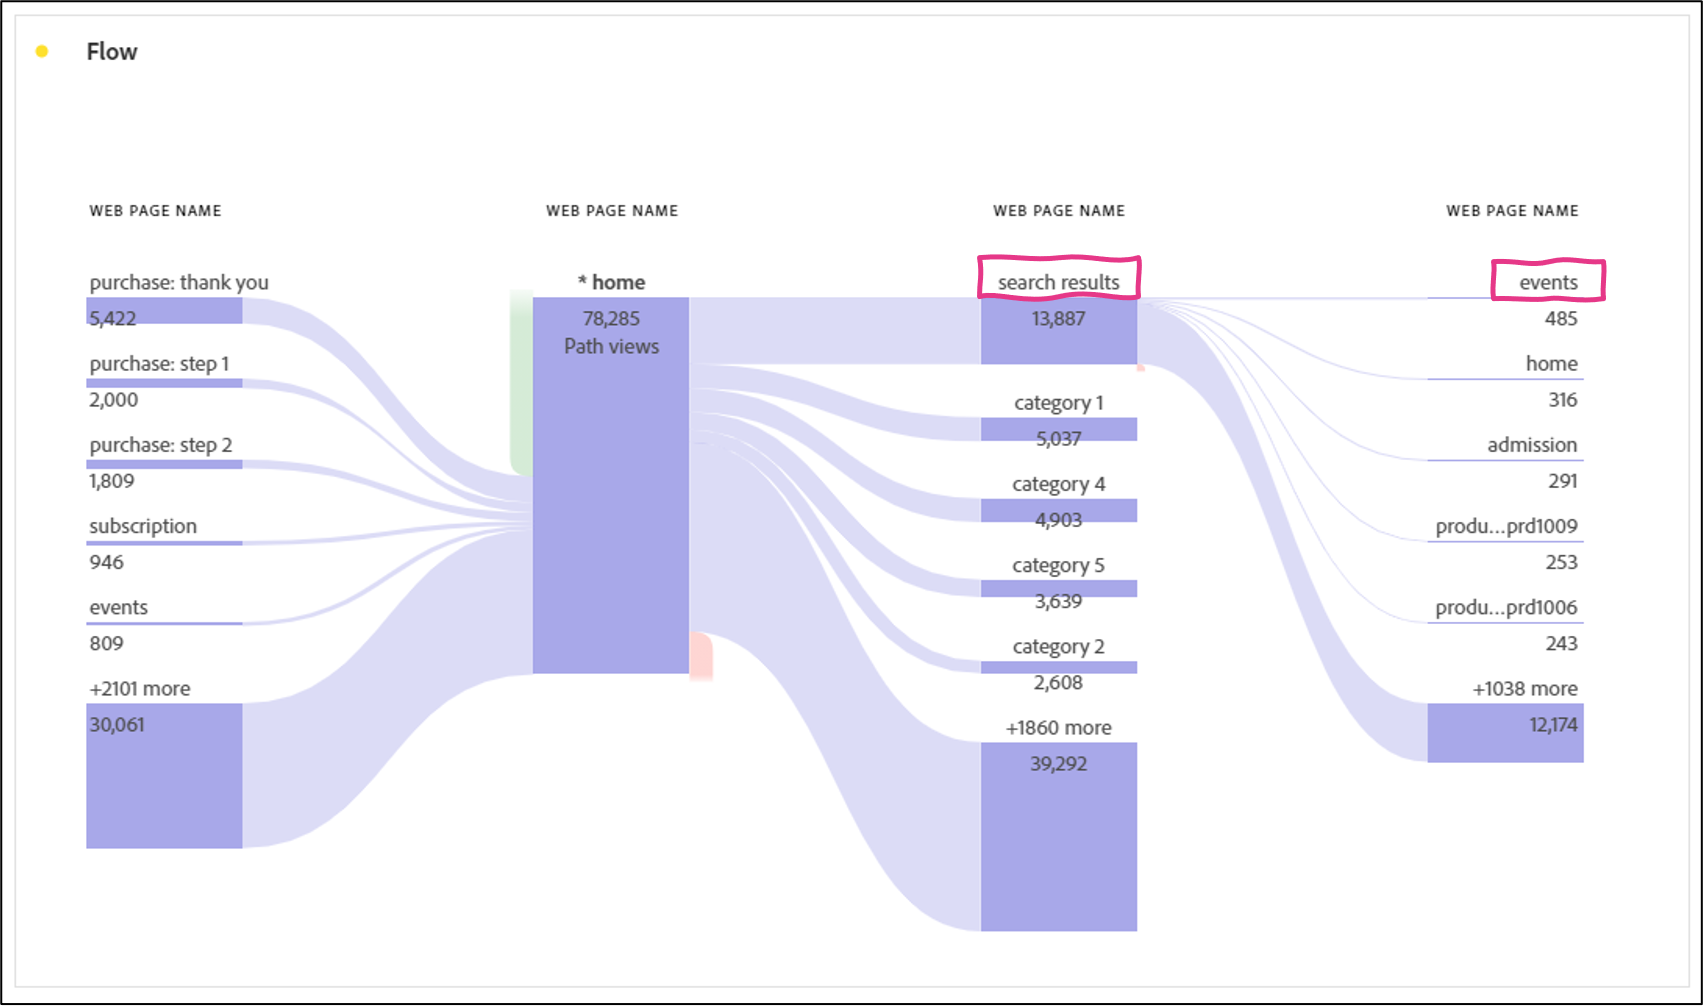 Flow
WEB PAGE NAME
purchase: thank you
5,422
purchase: step 1
2,000
purchase: step 2
1,809
subscription
946
events
809
+2101 more
30,061
WEB PAGE NAME
* home
78,285
Path views
WEB PAGE NAME
search results
13,887
category 1
5,037
category 4
4,903
category 5
3,639
category 2
2,608
+1860 more
39,292
WEB PAGE NAME
events
485
home
316
admission
291
produ...prd1009
253
produ...prd1006
243
+1038 more
12,174